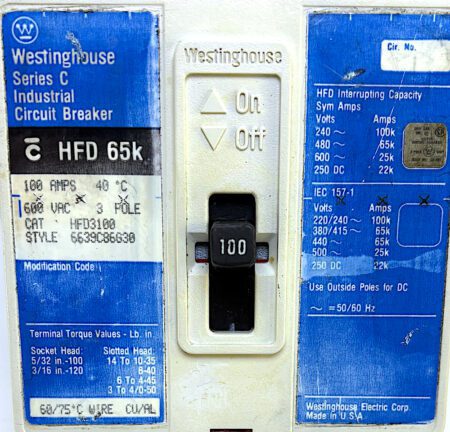 Westinghouse
Series C
Industrial
Circuit Breaker
C HFD 65k
100 AMPS 40 °C
600 VAC 3 POLE
CAT HFD3100
STYLE 6639C86G30
Modification Code
Terminal Torque Values - Lb. in.
Socket Head: Slotted Head:
5/32 in.-100 14 To 10-35
3/16 in.-120 8-40
6 To 4-45
3 To 4/0-50
60/75°C WIRE CU/AL
Westinghouse
On
Off
100
Cir. No.
HFD Interrupting Capacity
Sym Amps
Volts Amps
240 ~ 100k
480 ~ 65k
600 ~ 25k
250 DC 22k
IEC 157-1
Volts Amps
220/240 ~ 100k
380/415 ~ 65k
440 ~ 65k
500 ~ 25k
250 DC 22k
Use Outside Poles for DC
~ = 50/60 Hz
Westinghouse Electric Corp.
Made in U.S.A